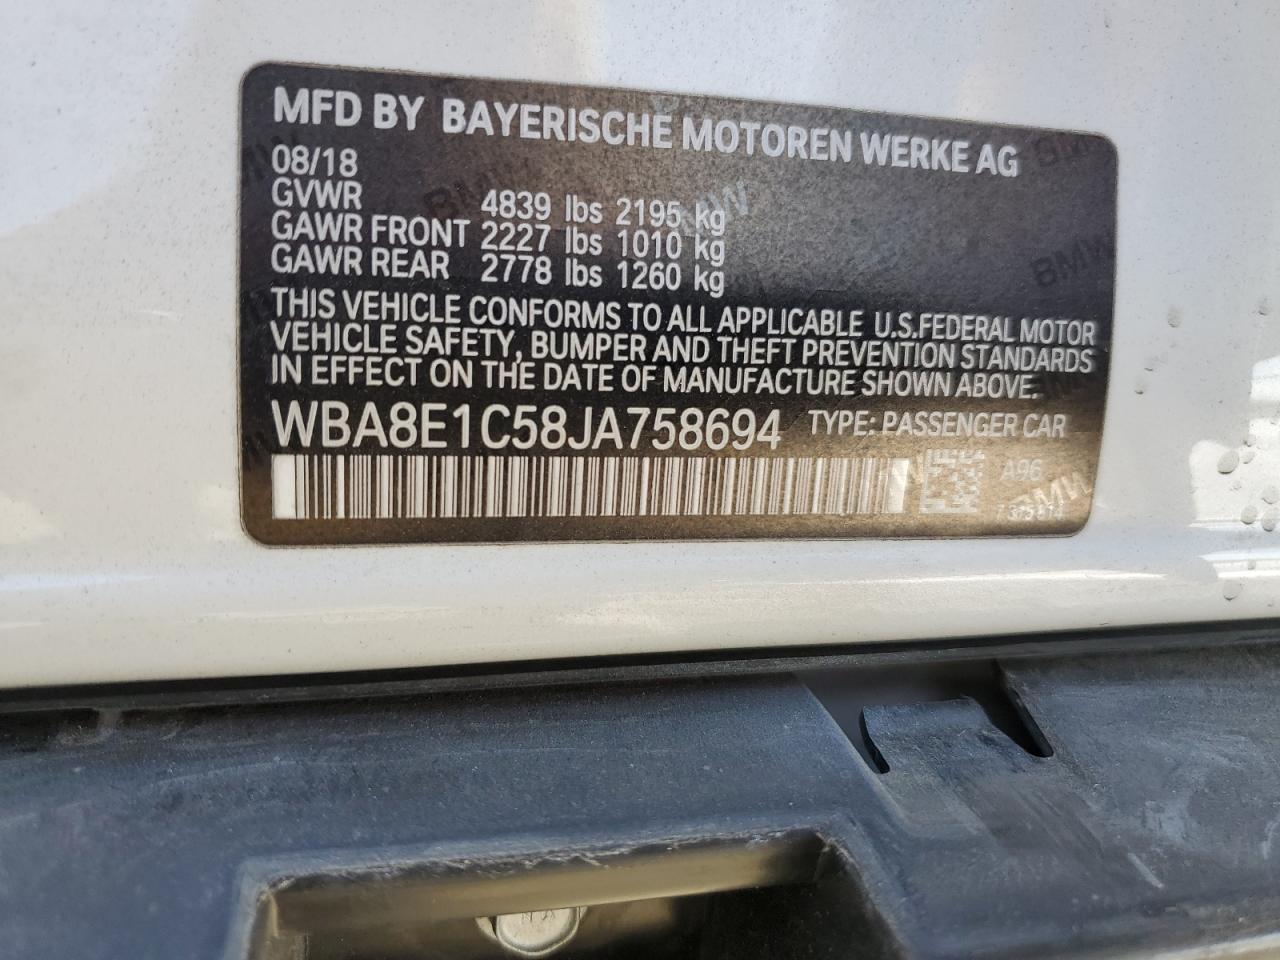 MFD BY BAYERISCHE MOTOREN WERKE AG
08/18
GVWR 4839 lbs 2195 kg
GAWR FRONT 2227 lbs 1010 kg
GAWR REAR 2778 lbs 1260 kg
THIS VEHICLE CONFORMS TO ALL APPLICABLE U.S.FEDERAL MOTOR
VEHICLE SAFETY, BUMPER AND THEFT PREVENTION STANDARDS
IN EFFECT ON THE DATE OF MANUFACTURE SHOWN ABOVE.
WBA8E1C58JA758694 TYPE: PASSENGER CAR
A96
BMW